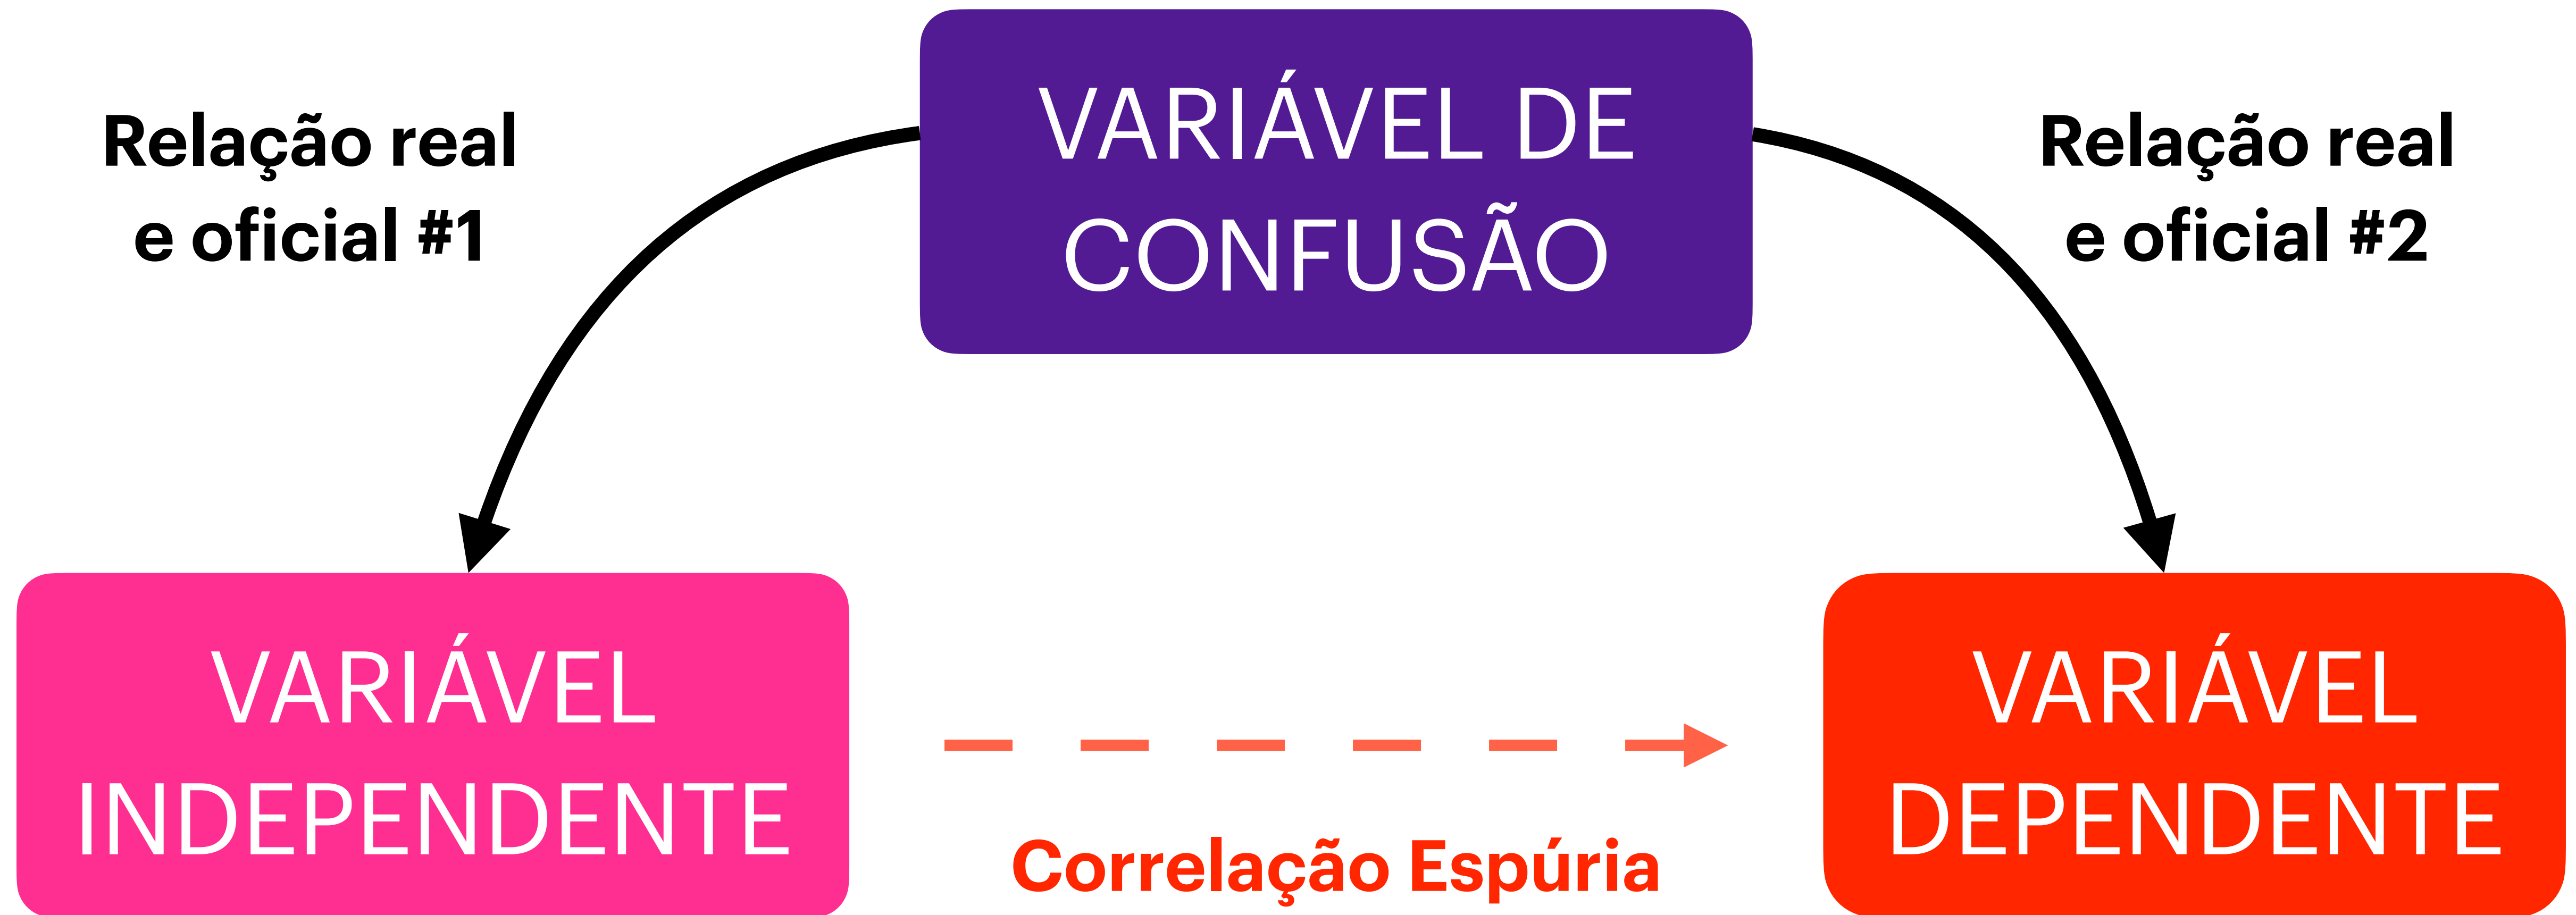 VARIÁVEL DE
CONFUSÃO
Relação real
e oficial #1
Relação real
e oficial #2
VARIÁVEL
INDEPENDENTE
Correlação Espúria
VARIÁVEL
DEPENDENTE